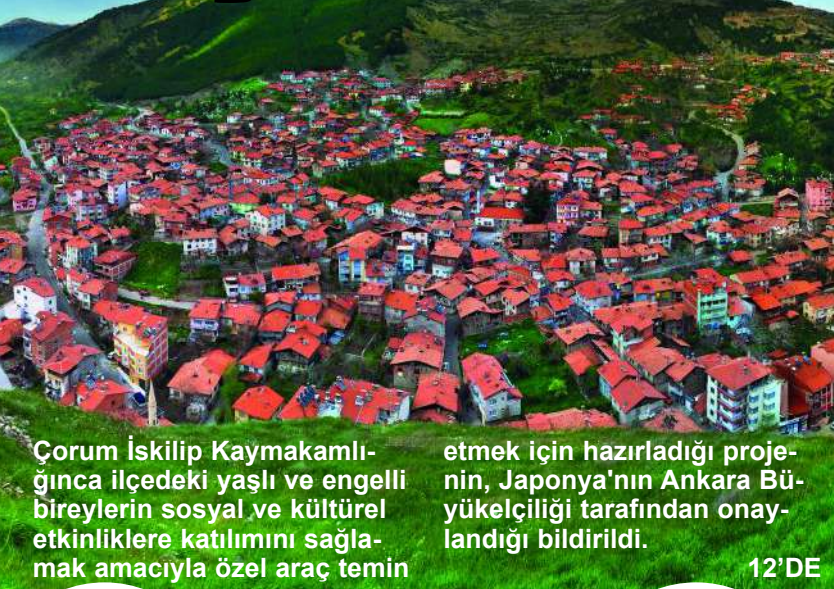 Çorum İskilip Kaymakamlı-
ğınca ilçedeki yaşlı ve engelli
bireylerin sosyal ve kültürel
etkinliklere katılımını sağla-
mak amacıyla özel araç temin
etmek için hazırladığı proje-
nin, Japonya'nın Ankara Bü-
yükelçiliği tarafından onay-
landığı bildirildi.
12’DE